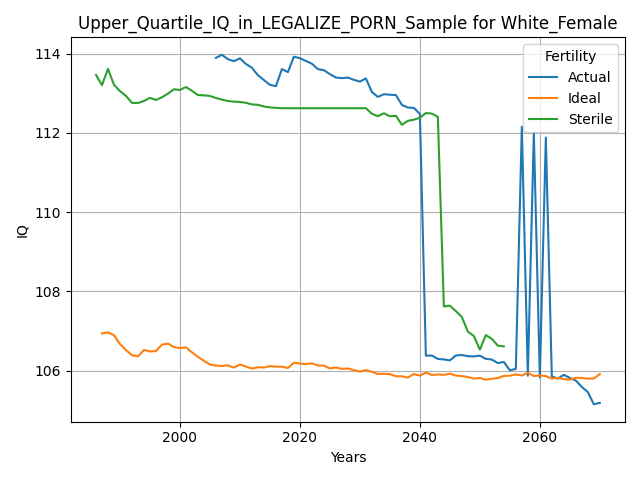 Upper_Quartile_IQ_in_LEGALIZE_PORN_Sample for White_Female
Fertility
Actual
Ideal
Sterile
IQ
114
112
110
108
106
2000
2020
2040
2060
Years